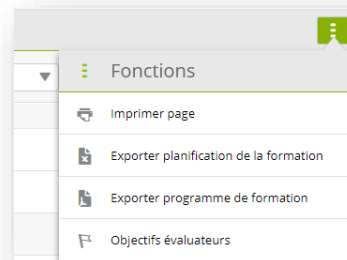 Fonctions
Imprimer page
Exporter planification de la formation
Exporter programme de formation
Objectifs évaluateurs